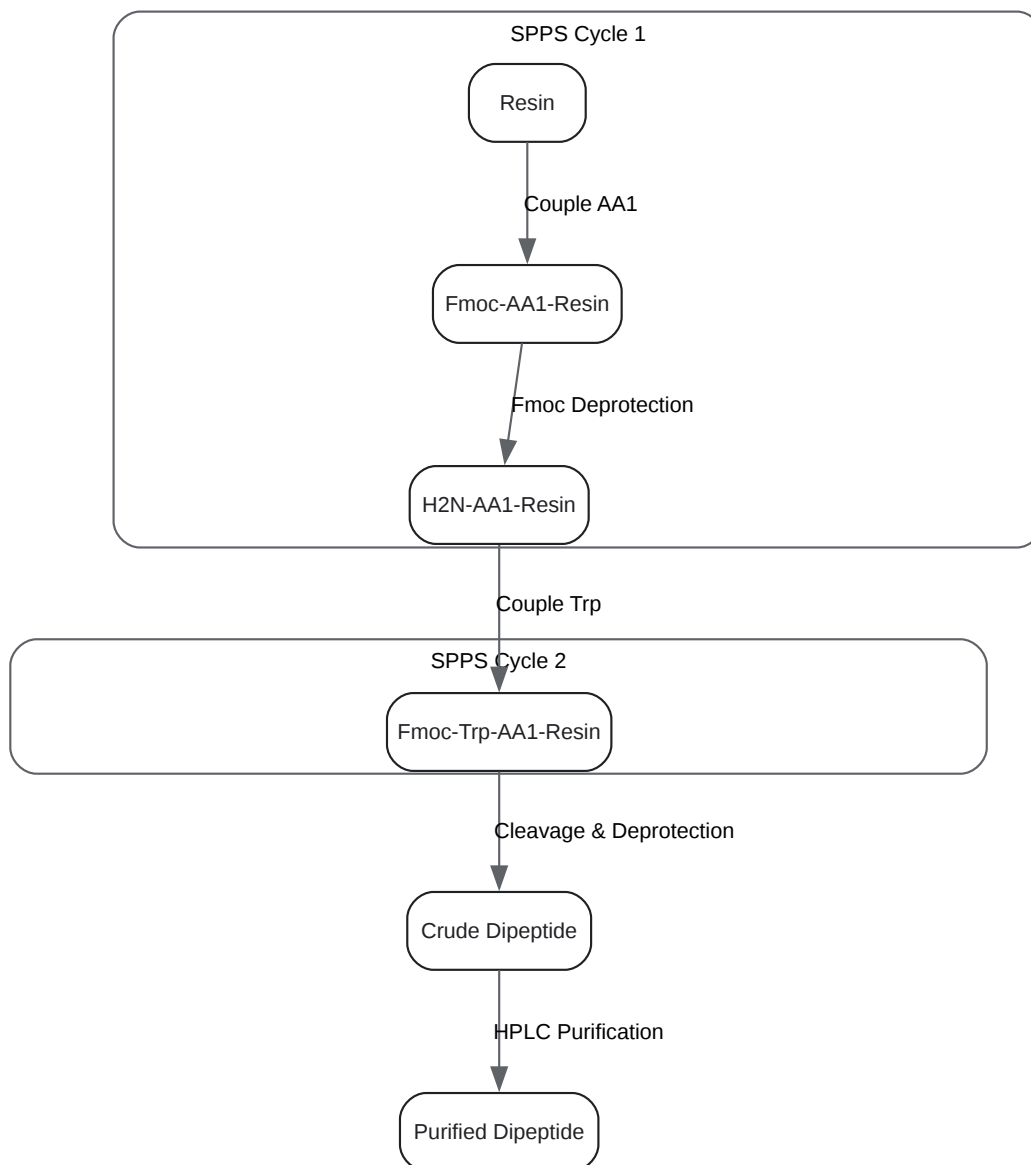 SPPS Cycle 1
Resin
Couple AA1
Fmoc-AA1-Resin
Fmoc Deprotection
H2N-AA1-Resin
Couple Trp
SPPS Cycle 2
Fmoc-Trp-AA1-Resin
Cleavage & Deprotection
Crude Dipeptide
HPLC Purification
Purified Dipeptide